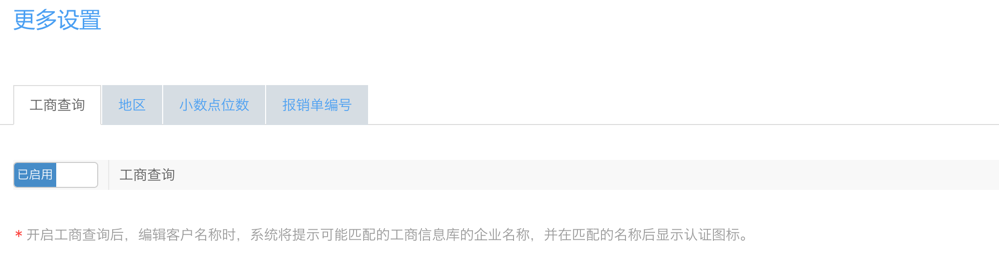 更多设置
工商查询 地区 小数点位数 报销单编号
已启用 工商查询
* 开启工商查询后，编辑客户名称时，系统将提示可能匹配的工商信息库的企业名称，并在匹配的名称后显示认证图标。